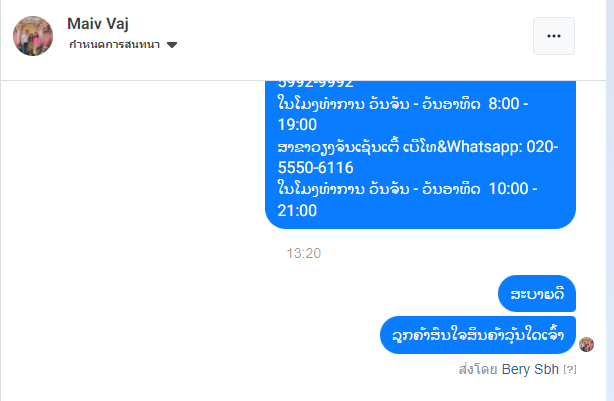 Maiv Vaj
กำหนดการสนทนา
5992-9992
ໃນໂມງທຳການ ວັນຈັນ - ວັນອາທິດ 8:00 -
19:00
ສາຂາວຽງຈັນເຊັນເຕີ້ ເບີໂທ&Whatsapp: 020-
5550-6116
ໃນໂມງທຳການ ວັນຈັນ - ວັນອາທິດ 10:00 -
21:00
13:20
ສະບາຍດີ
ລູກຄ້າສົນໃຈສິນຄ້າລຸ້ນໃດເຈົ້າ
ส่งโดย Bery Sbh [?]